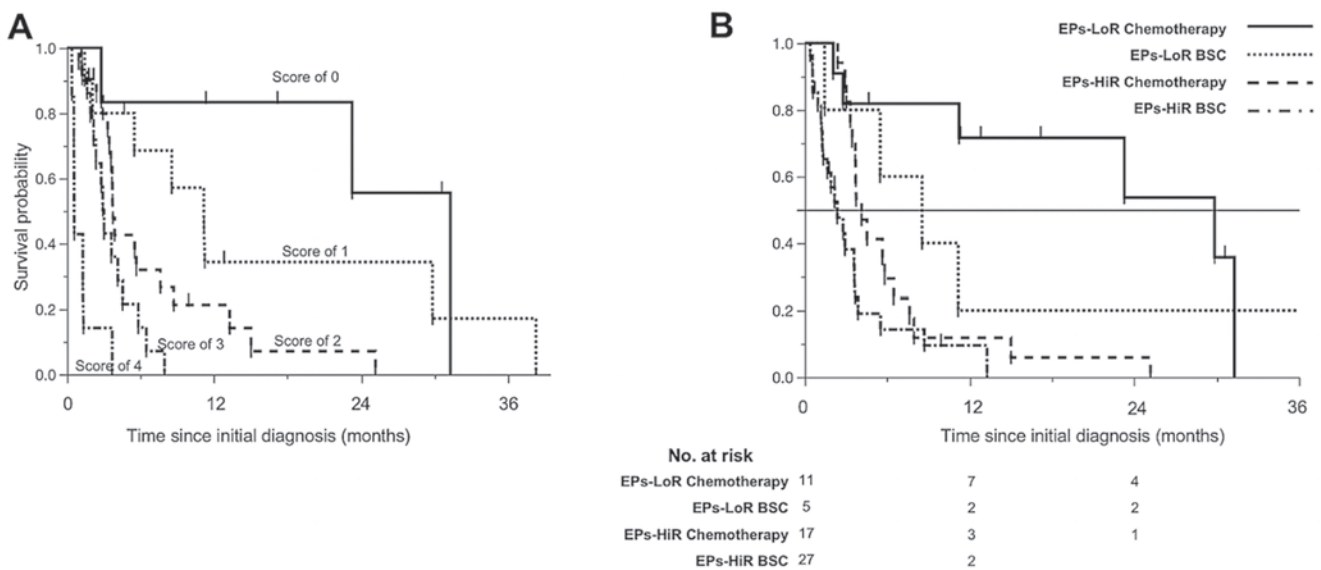 A
1.0
0.8
0.6
0.4
0.2
0.0
Survival probability
Score of 0
Score of 1
Score of 2
Score of 3
Score of 4
0 12 24 36
Time since initial diagnosis (months)
B
EPs-LoR Chemotherapy
EPs-LoR BSC
EPs-HiR Chemotherapy
EPs-HiR BSC
1.0
0.8
0.6
0.4
0.2
0.0
0 12 24 36
Time since initial diagnosis (months)
No. at risk
EPs-LoR Chemotherapy 11 7 4
EPs-LoR BSC 5 2 2
EPs-HiR Chemotherapy 17 3 1
EPs-HiR BSC 27 2